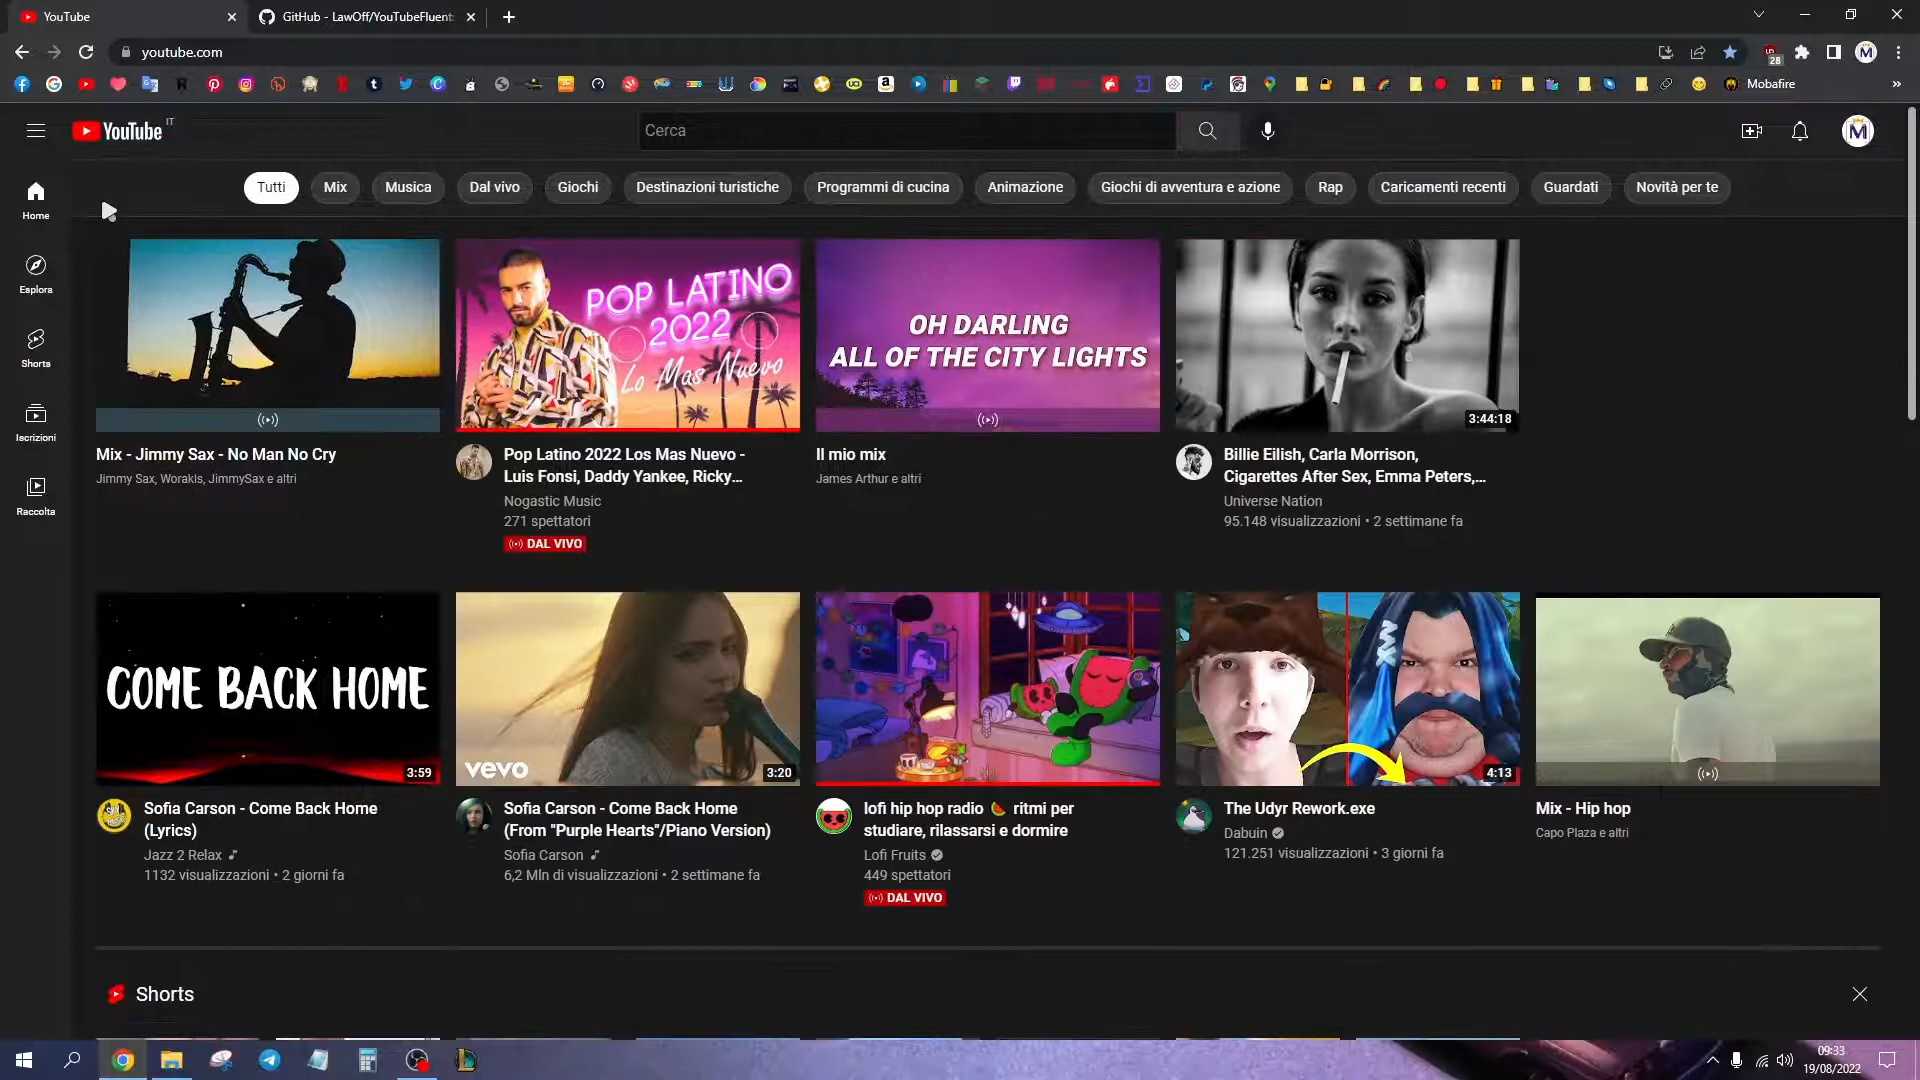 YouTube
GitHub - LawOff/YouTubeFluent
youtube.com
28
Mobafire
YouTube
IT
Cerca
M
Tutti
Mix
Musica
Dal vivo
Giochi
Destinazioni turistiche
Programmi di cucina
Animazione
Giochi di avventura e azione
Rap
Caricamenti recenti
Guardati
Novità per te
Home
Esplora
Shorts
Iscrizioni
Raccolta
POP LATINO
2022
Lo Mas Nuevo
OH DARLING
ALL OF THE CITY LIGHTS
3:44:18
Mix - Jimmy Sax - No Man No Cry
Jimmy Sax, Worakls, JimmySax e altri
Pop Latino 2022 Los Mas Nuevo -
Luis Fonsi, Daddy Yankee, Ricky...
Nogastic Music
271 spettatori
DAL VIVO
Il mio mix
James Arthur e altri
Billie Eilish, Carla Morrison,
Cigarettes After Sex, Emma Peters,...
Universe Nation
95.148 visualizzazioni • 2 settimane fa
COME BACK HOME
3:59
vevo
3:20
4:13
Sofia Carson - Come Back Home
(Lyrics)
Jazz 2 Relax
1132 visualizzazioni • 2 giorni fa
Sofia Carson - Come Back Home
(From "Purple Hearts"/Piano Version)
Sofia Carson
6,2 Mln di visualizzazioni • 2 settimane fa
lofi hip hop radio 🍉 ritmi per
studiare, rilassarsi e dormire
Lofi Fruits
449 spettatori
DAL VIVO
The Udyr Rework.exe
Dabuin
121.251 visualizzazioni • 3 giorni fa
Mix - Hip hop
Capo Plaza e altri
Shorts
09:33
19/08/2022